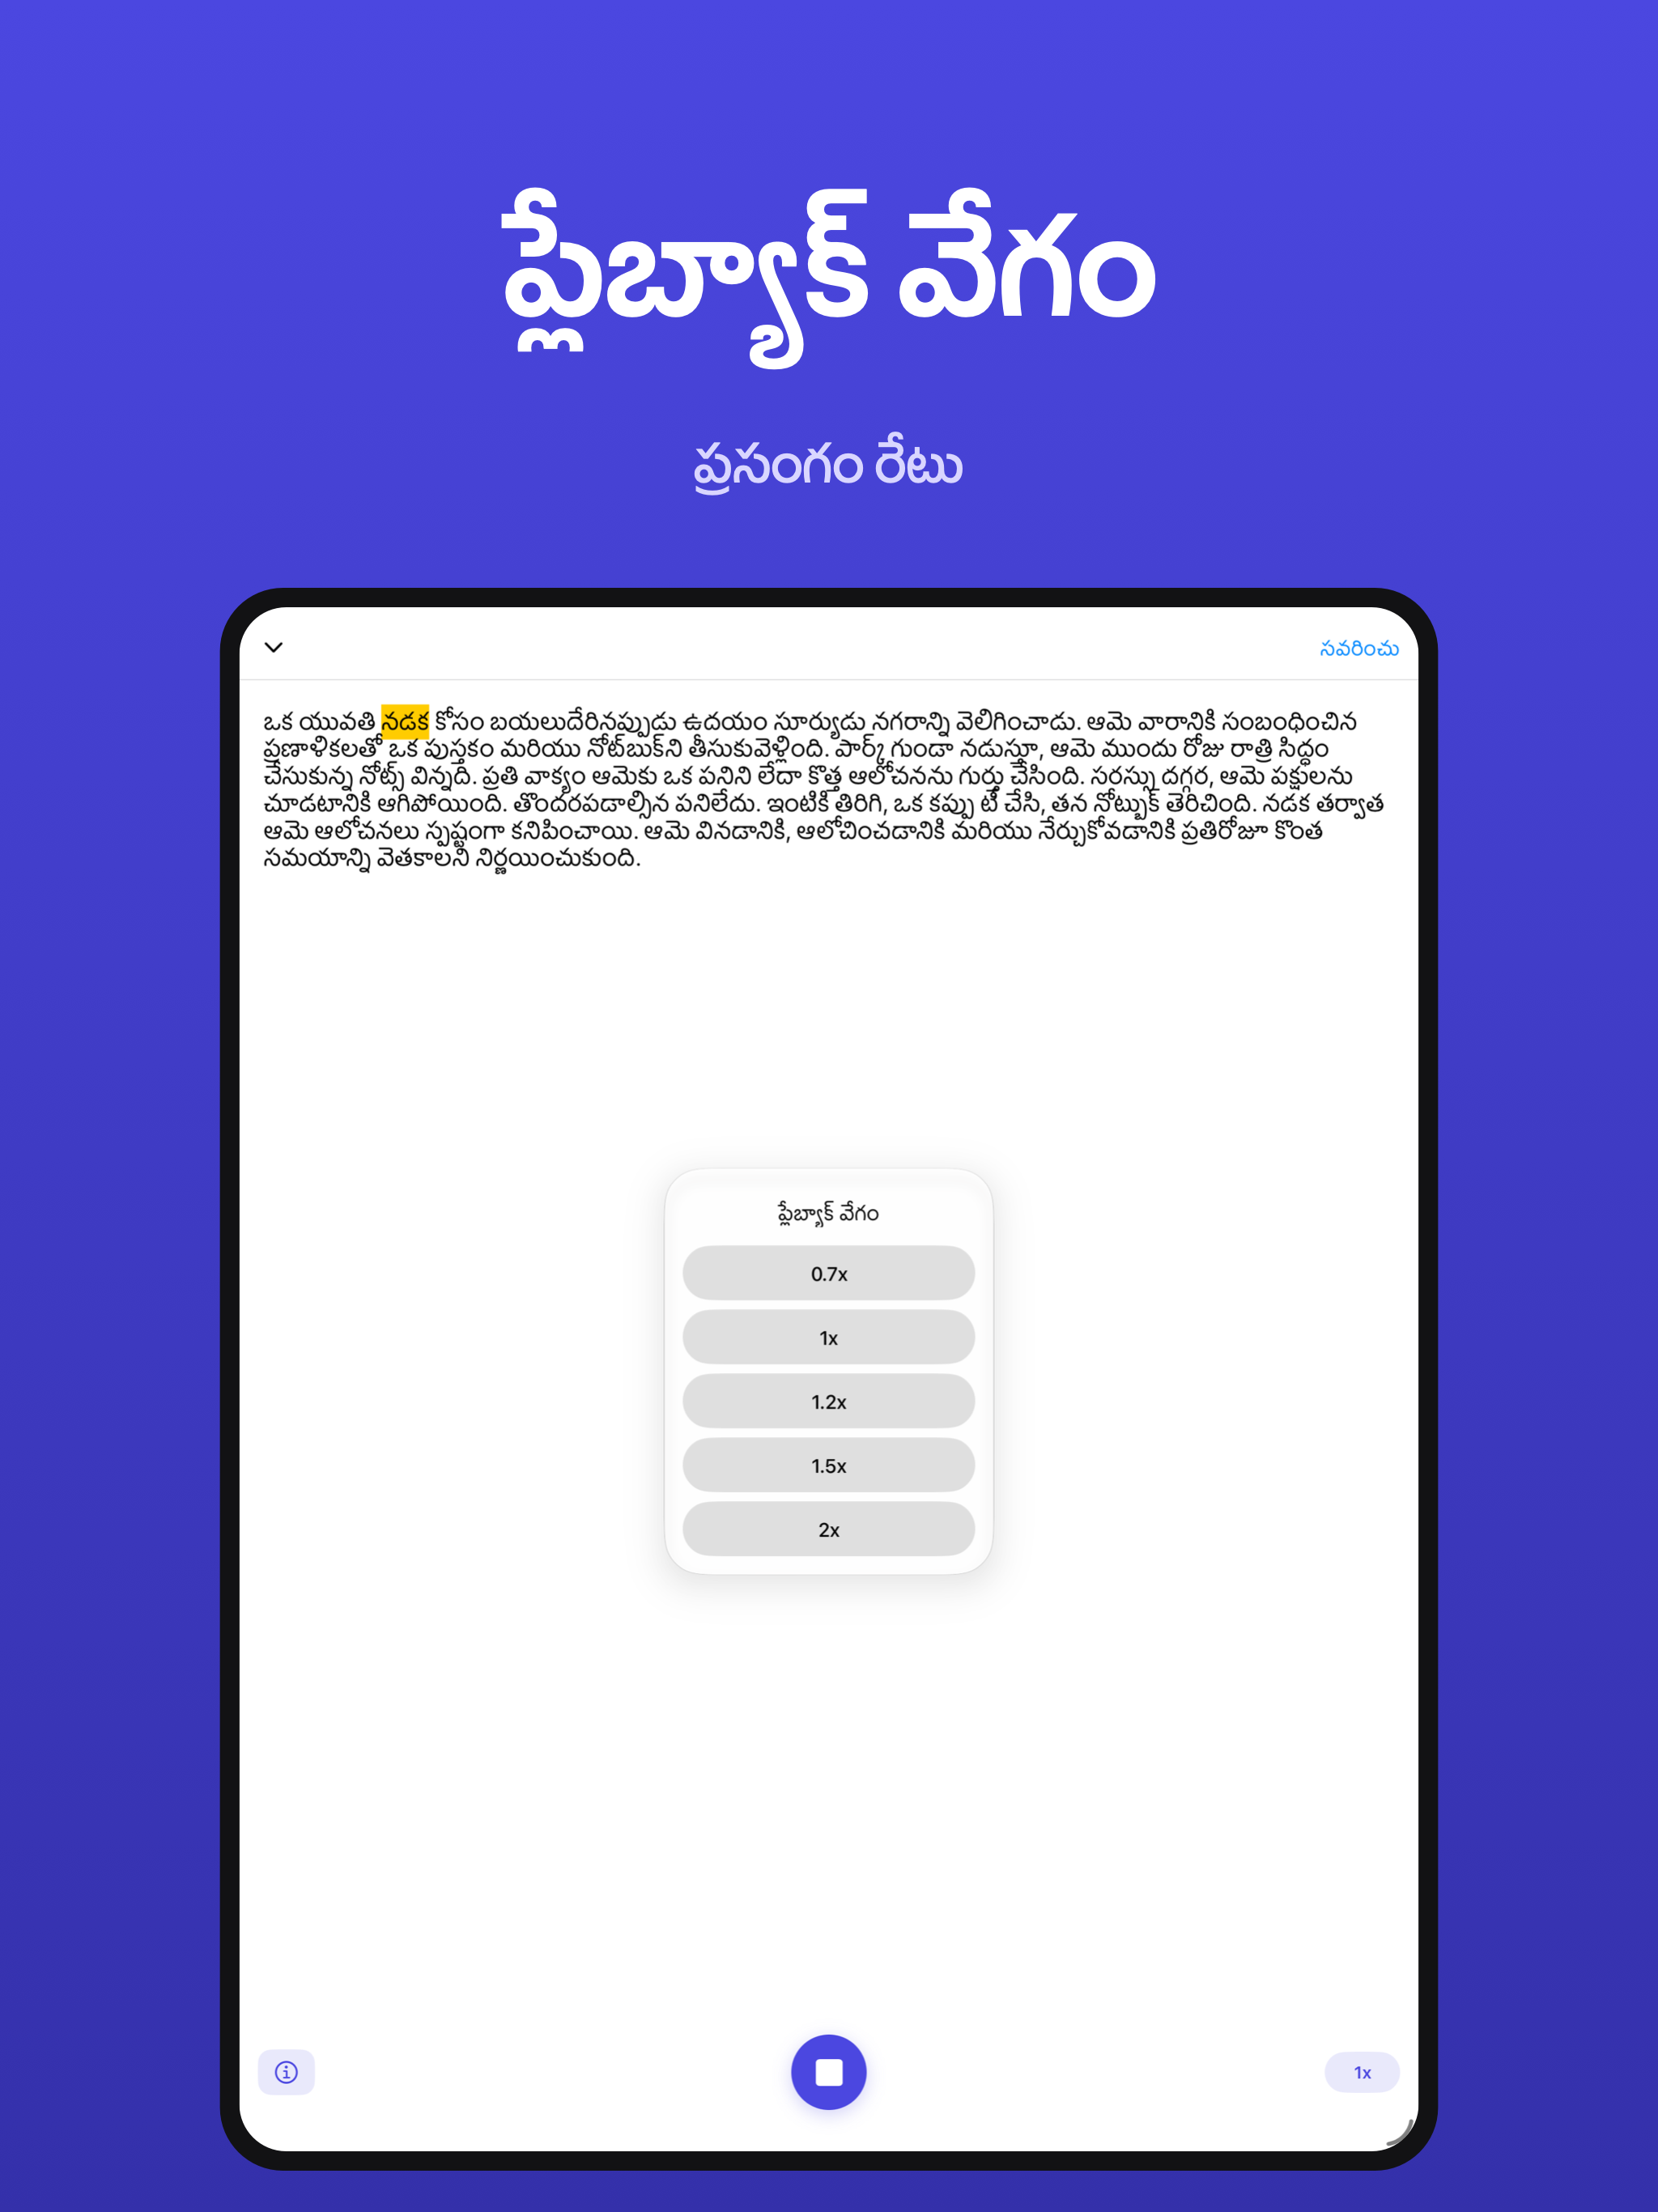 ప్లేబ్యాక్ వేగం
ప్రసంగం రేటు
సవరించు
ఒక యువతి నడక కోసం బయలుదేరినప్పుడు ఉదయం సూర్యుడు నగరాన్ని వెలిగించాడు. ఆమె వారానికి సంబంధించిన
ప్రణాళికలతో ఒక పుస్తకం మరియు నోట్‌బుక్‌ని తీసుకువెళ్లింది. పార్క్ గుండా నడుస్తూ, ఆమె ముందు రోజు రాత్రి సిద్ధం
చేసుకున్న నోట్స్ విన్నది. ప్రతి వాక్యం ఆమెకు ఒక పనిని లేదా కొత్త ఆలోచనను గుర్తు చేసింది. సరస్సు దగ్గర, ఆమె పక్షులను
చూడటానికి ఆగిపోయింది. తొందరపడాల్సిన పనిలేదు. ఇంటికి తిరిగి, ఒక కప్పు టీ చేసి, తన నోట్బుక్ తెరిచింది. నడక తర్వాత
ఆమె ఆలోచనలు స్పష్టంగా కనిపించాయి. ఆమె వినడానికి, ఆలోచించడానికి మరియు నేర్చుకోవడానికి ప్రతిరోజూ కొంత
సమయాన్ని వెతకాలని నిర్ణయించుకుంది.
ప్లేబ్యాక్ వేగం
0.7x
1x
1.2x
1.5x
2x
1x